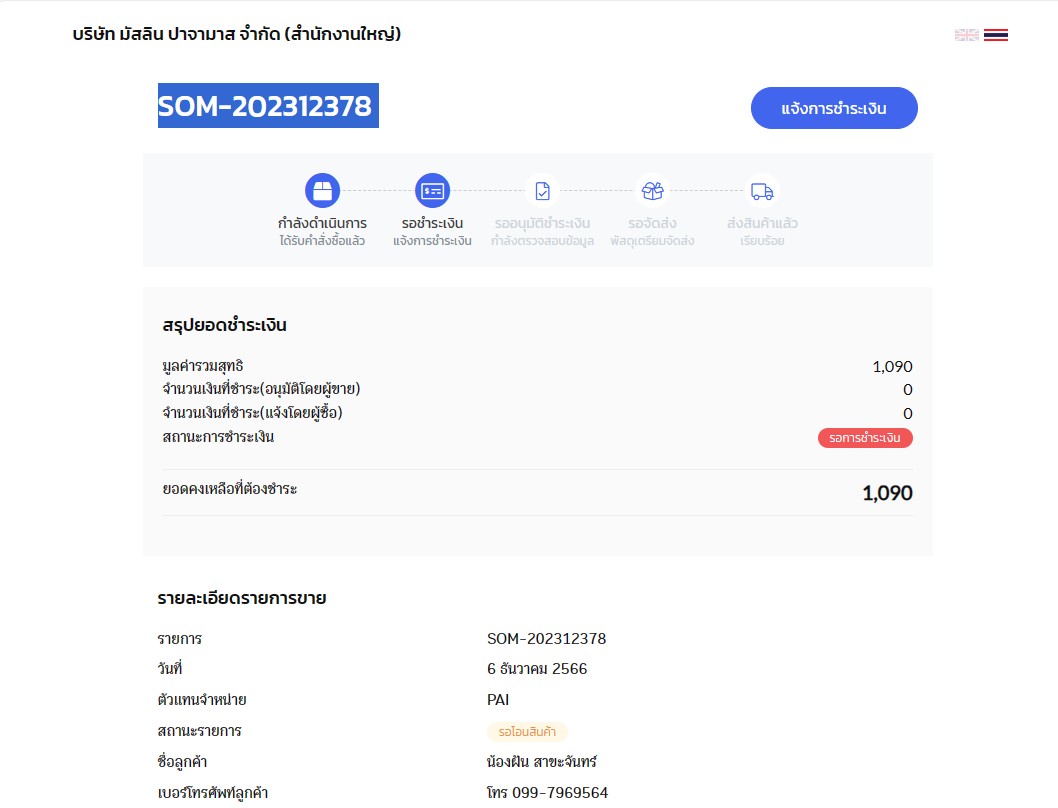 บริษัท มัสลิน ปาจามาส จำกัด (สำนักงานใหญ่)
SOM-202312378
แจ้งการชำระเงิน
กำลังดำเนินการ รอชำระเงิน รออนุมัติชำระเงิน รอจัดส่ง ส่งสินค้าแล้ว
ได้รับคำสั่งซื้อแล้ว แจ้งการชำระเงิน กำลังตรวจสอบข้อมูล พัสดุเตรียมจัดส่ง เรียบร้อย
สรุปยอดชำระเงิน
มูลค่ารวมสุทธิ 1,090
จำนวนเงินที่ชำระ(อนุมัติโดยผู้ขาย) 0
จำนวนเงินที่ชำระ(แจ้งโดยผู้ซื้อ) 0
สถานะการชำระเงิน รอการชำระเงิน
ยอดคงเหลือที่ต้องชำระ 1,090
รายละเอียดรายการขาย
รายการ SOM-202312378
วันที่ 6 ธันวาคม 2566
ตัวแทนจำหน่าย PAI
สถานะรายการ รอโอนสินค้า
ชื่อลูกค้า น้องฝัน สาขะจันทร์
เบอร์โทรศัพท์ลูกค้า โทร 099-7969564